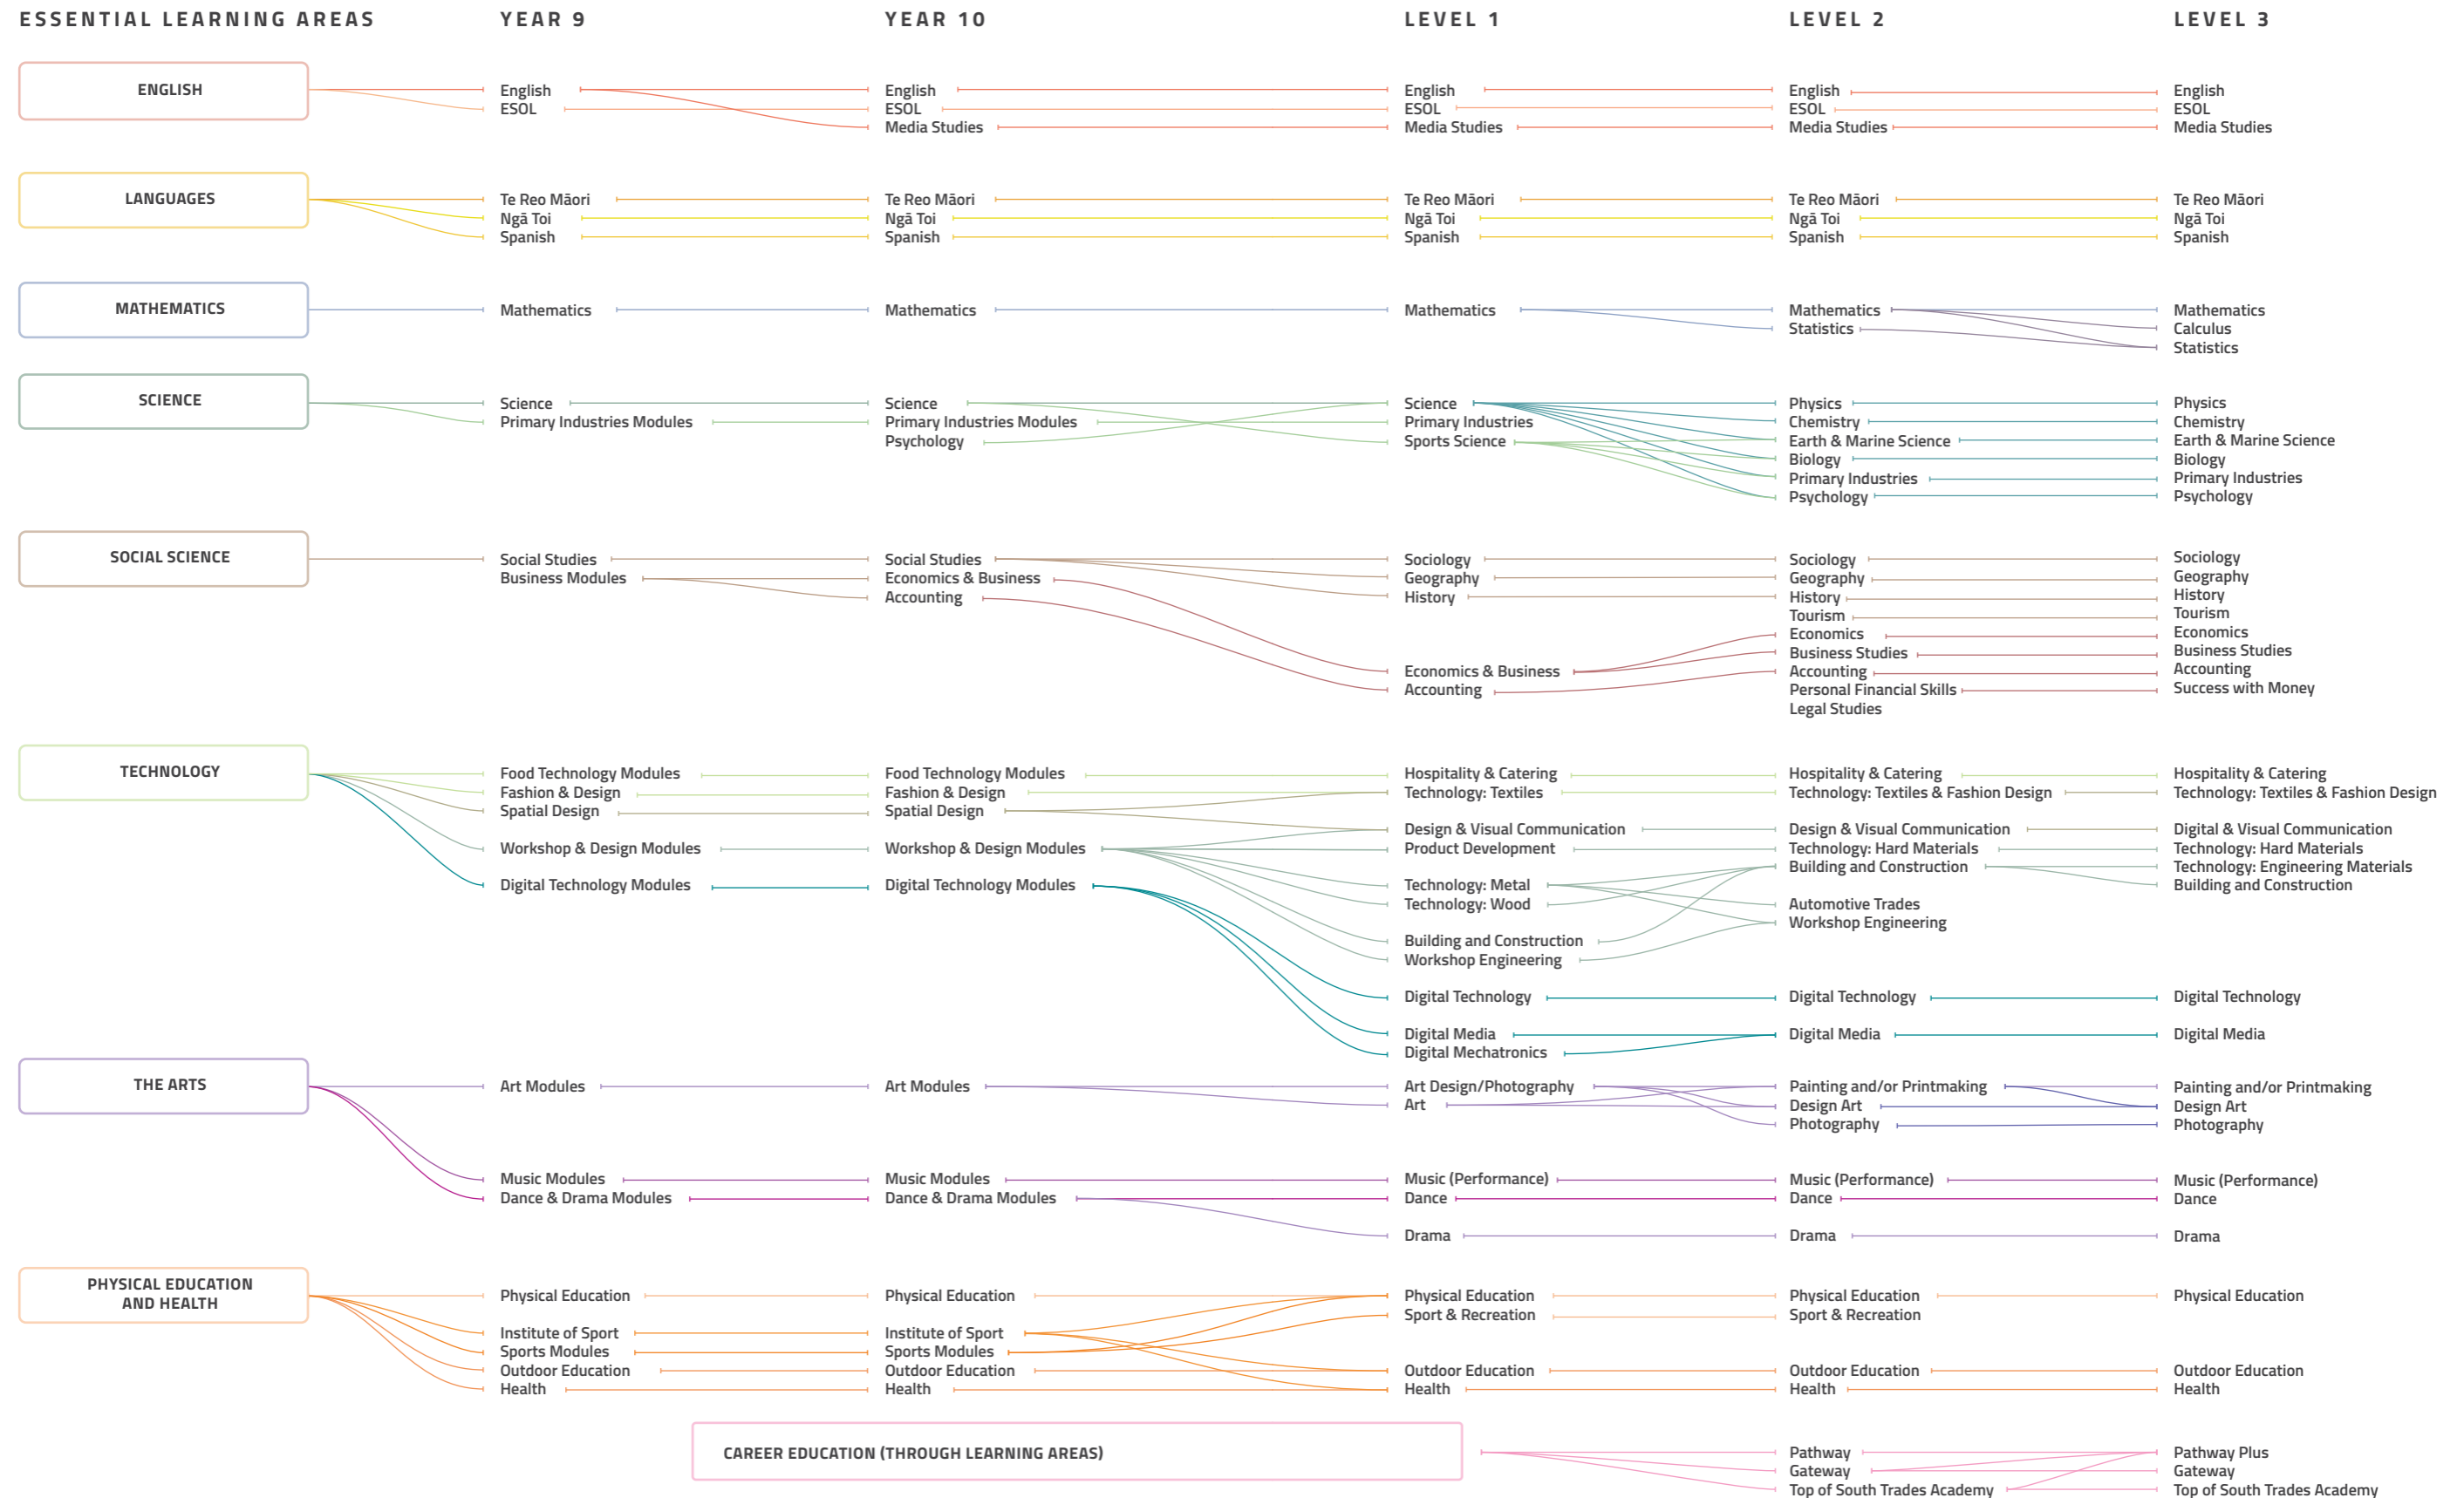 ESSENTIAL LEARNING AREAS YEAR 9 YEAR 10 LEVEL 1 LEVEL 2 LEVEL 3
ENGLISH
English English English English English
ESOL ESOL ESOL ESOL ESOL
Media Studies Media Studies Media Studies Media Studies
LANGUAGES
Te Reo Māori Te Reo Māori Te Reo Māori Te Reo Māori Te Reo Māori
Ngā Toi Ngā Toi Ngā Toi Ngā Toi Ngā Toi
Spanish Spanish Spanish Spanish Spanish
MATHEMATICS
Mathematics Mathematics Mathematics Mathematics Mathematics
Statistics Calculus
Statistics
SCIENCE
Science Science Science Physics Physics
Primary Industries Modules Primary Industries Modules Primary Industries Chemistry Chemistry
Psychology Sports Science Earth & Marine Science Earth & Marine Science
Biology Biology
Primary Industries Primary Industries
Psychology Psychology
SOCIAL SCIENCE
Social Studies Social Studies Sociology Sociology Sociology
Business Modules Economics & Business Geography Geography Geography
Accounting History History History
Tourism Tourism
Economics Economics
Business Studies Business Studies
Economics & Business Accounting Accounting
Accounting Personal Financial Skills Success with Money
Legal Studies
TECHNOLOGY
Food Technology Modules Food Technology Modules Hospitality & Catering Hospitality & Catering Hospitality & Catering
Fashion & Design Fashion & Design Technology: Textiles Technology: Textiles & Fashion Design Technology: Textiles & Fashion Design
Spatial Design Spatial Design
Design & Visual Communication Design & Visual Communication Digital & Visual Communication
Workshop & Design Modules Workshop & Design Modules Product Development Technology: Hard Materials Technology: Hard Materials
Building and Construction Technology: Engineering Materials
Digital Technology Modules Digital Technology Modules Technology: Metal Building and Construction
Technology: Wood Automotive Trades
Workshop Engineering
Building and Construction
Workshop Engineering
Digital Technology Digital Technology Digital Technology
Digital Media Digital Media Digital Media
Digital Mechatronics
THE ARTS
Art Modules Art Modules Art Design/Photography Painting and/or Printmaking Painting and/or Printmaking
Art Design Art Design Art
Photography Photography
Music Modules Music Modules Music (Performance) Music (Performance) Music (Performance)
Dance & Drama Modules Dance & Drama Modules Dance Dance Dance
Drama Drama Drama
PHYSICAL EDUCATION
AND HEALTH
Physical Education Physical Education Physical Education Physical Education Physical Education
Sport & Recreation Sport & Recreation
Institute of Sport Institute of Sport
Sports Modules Sports Modules
Outdoor Education Outdoor Education Outdoor Education Outdoor Education Outdoor Education
Health Health Health Health Health
CAREER EDUCATION (THROUGH LEARNING AREAS)
Pathway Pathway Plus
Gateway Gateway
Top of South Trades Academy Top of South Trades Academy